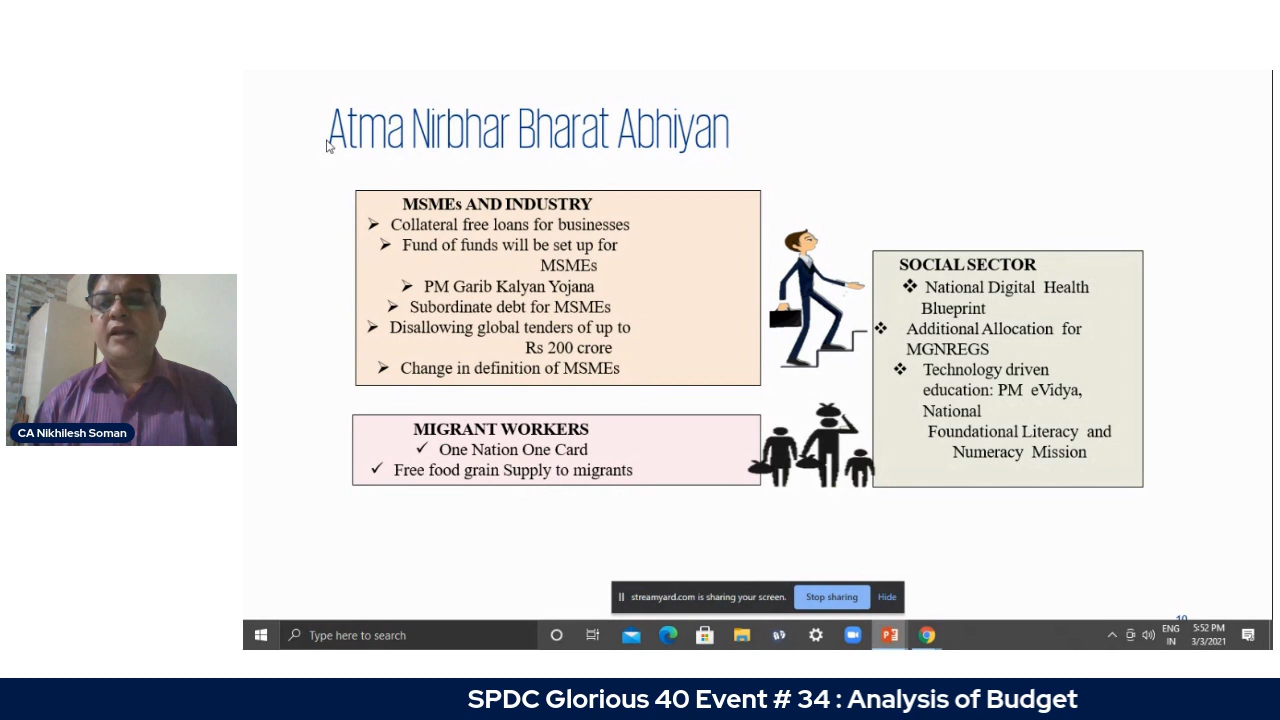 Atma Nirbhar Bharat Abhiyan
MSMEs AND INDUSTRY
➤ Collateral free loans for businesses
➤ Fund of funds will be set up for
MSMEs
➤ PM Garib Kalyan Yojana
➤ Subordinate debt for MSMEs
➤ Disallowing global tenders of up to
Rs 200 crore
➤ Change in definition of MSMEs
MIGRANT WORKERS
✓ One Nation One Card
✓ Free food grain Supply to migrants
SOCIAL SECTOR
❖ National Digital Health
Blueprint
❖ Additional Allocation for
MGNREGS
❖ Technology driven
education: PM eVidya,
National
Foundational Literacy and
Numeracy Mission
CA Nikhilesh Soman
streamyard.com is sharing your screen.
Stop sharing
Hide
Type here to search
ENG
IN
5:52 PM
3/3/2021
SPDC Glorious 40 Event # 34 : Analysis of Budget